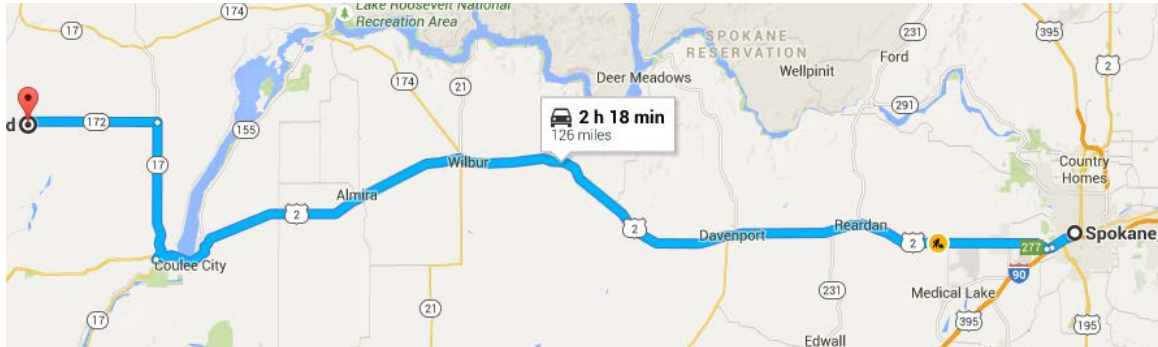 Lake Roosevelt National
Recreation Area
17
17
174
21
155
172
17
d
SPOKANE
RESERVATION
Deer Meadows
Wellpinit
Ford
231
291
395
2
2 h 18 min
126 miles
Country
Homes
Wilbur
Almira
2
2
Davenport
Reardan
2
277
Spokane,
Coulee City
90
Medical Lake
17
21
231
Edwall
395
195